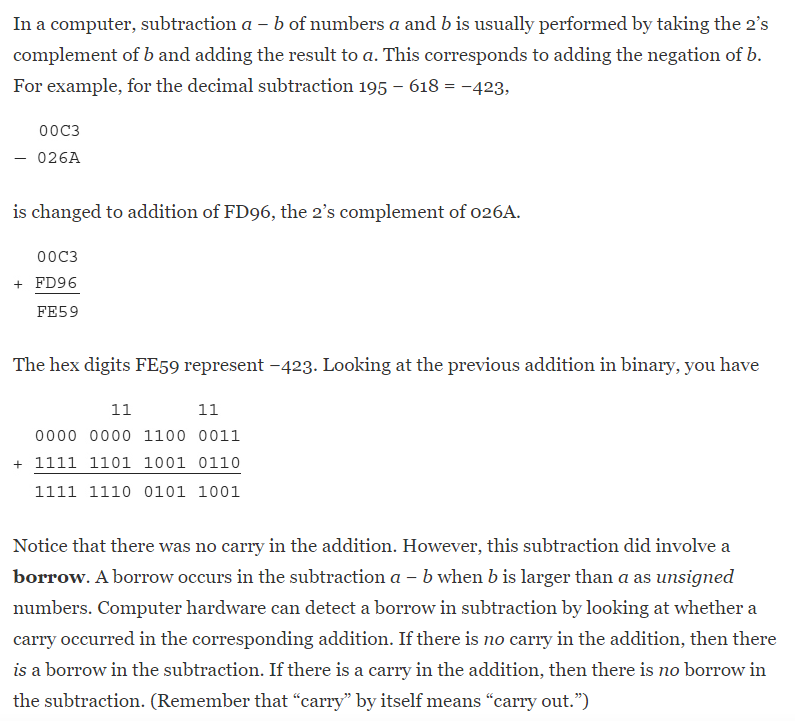 In a computer, subtraction a – b of numbers a and b is usually performed by taking the 2’s
complement of b and adding the result to a. This corresponds to adding the negation of b.
For example, for the decimal subtraction 195 – 618 = –423,
00C3
– 026A
is changed to addition of FD96, the 2’s complement of 026A.
00C3
+ FD96
FE59
The hex digits FE59 represent –423. Looking at the previous addition in binary, you have
11 11
0000 0000 1100 0011
+ 1111 1101 1001 0110
1111 1110 0101 1001
Notice that there was no carry in the addition. However, this subtraction did involve a
borrow. A borrow occurs in the subtraction a – b when b is larger than a as unsigned
numbers. Computer hardware can detect a borrow in subtraction by looking at whether a
carry occurred in the corresponding addition. If there is no carry in the addition, then there
is a borrow in the subtraction. If there is a carry in the addition, then there is no borrow in
the subtraction. (Remember that “carry” by itself means “carry out.”)